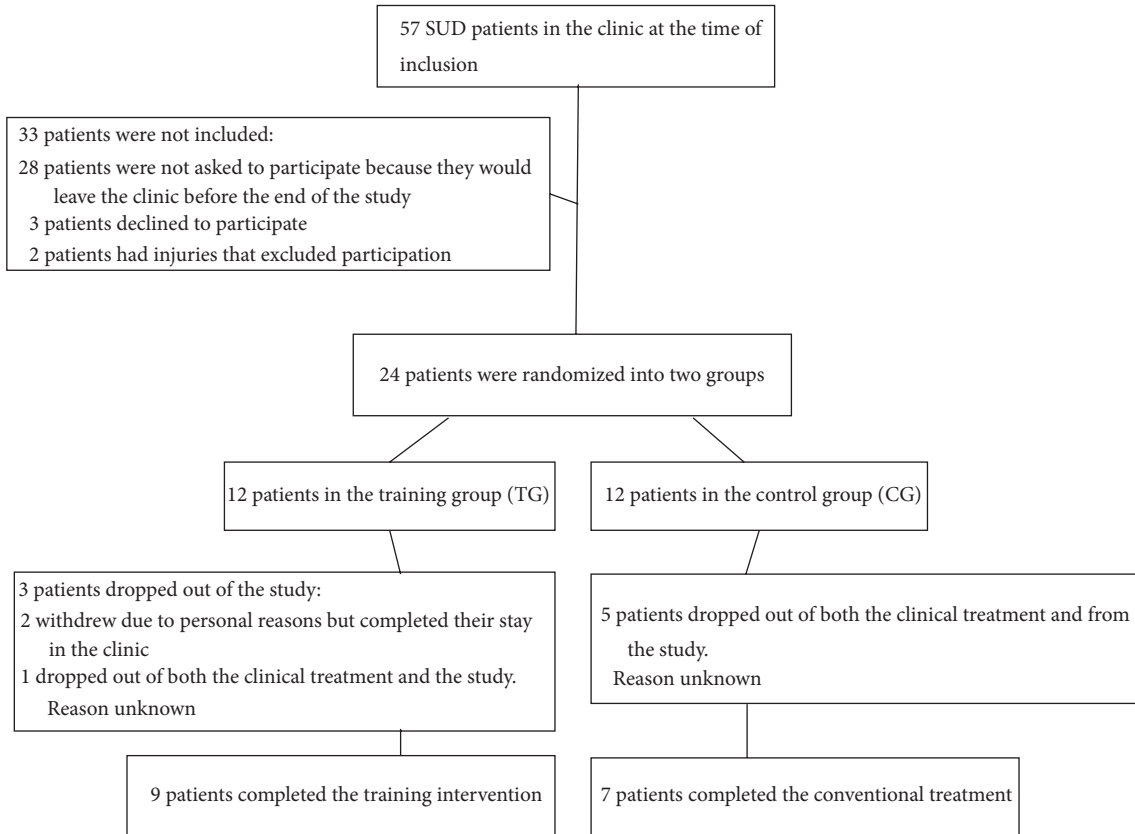 57 SUD patients in the clinic at the time of
inclusion
33 patients were not included:
28 patients were not asked to participate because they would
leave the clinic before the end of the study
3 patients declined to participate
2 patients had injuries that excluded participation
24 patients were randomized into two groups
12 patients in the training group (TG)
12 patients in the control group (CG)
3 patients dropped out of the study:
2 withdrew due to personal reasons but completed their stay
in the clinic
1 dropped out of both the clinical treatment and the study.
Reason unknown
5 patients dropped out of both the clinical treatment and from
the study.
Reason unknown
9 patients completed the training intervention
7 patients completed the conventional treatment